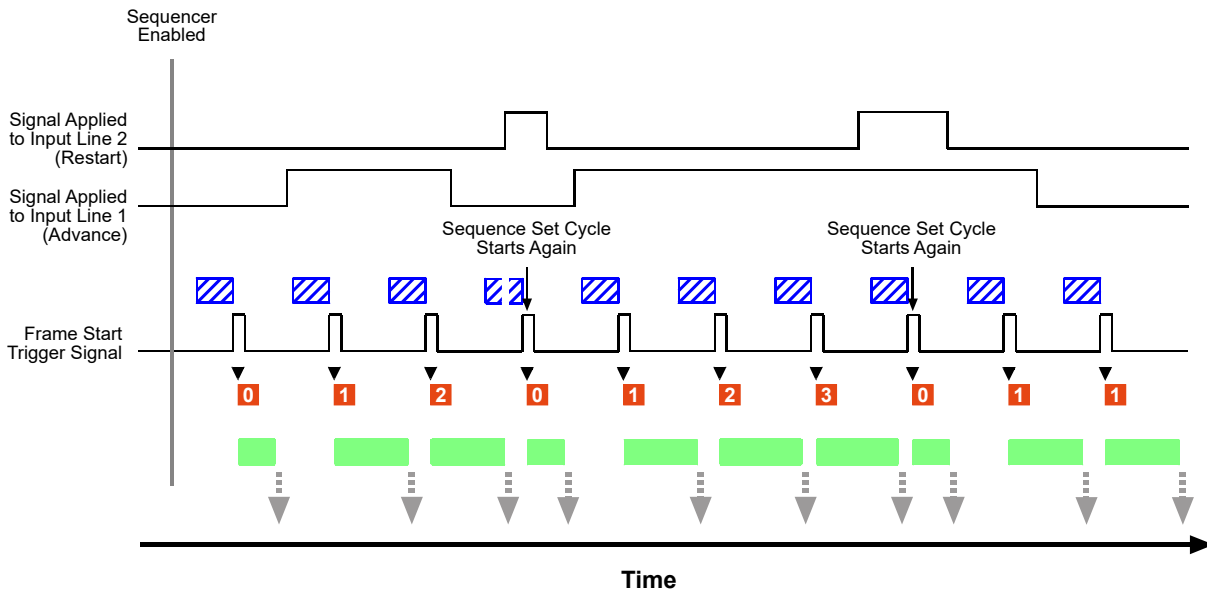 Sequencer
Enabled
Signal Applied
to Input Line 2
(Restart)
Signal Applied
to Input Line 1
(Advance)
Sequence Set Cycle
Starts Again
Sequence Set Cycle
Starts Again
Frame Start
Trigger Signal
0 1 2 0 1 2 3 0 1 1
Time